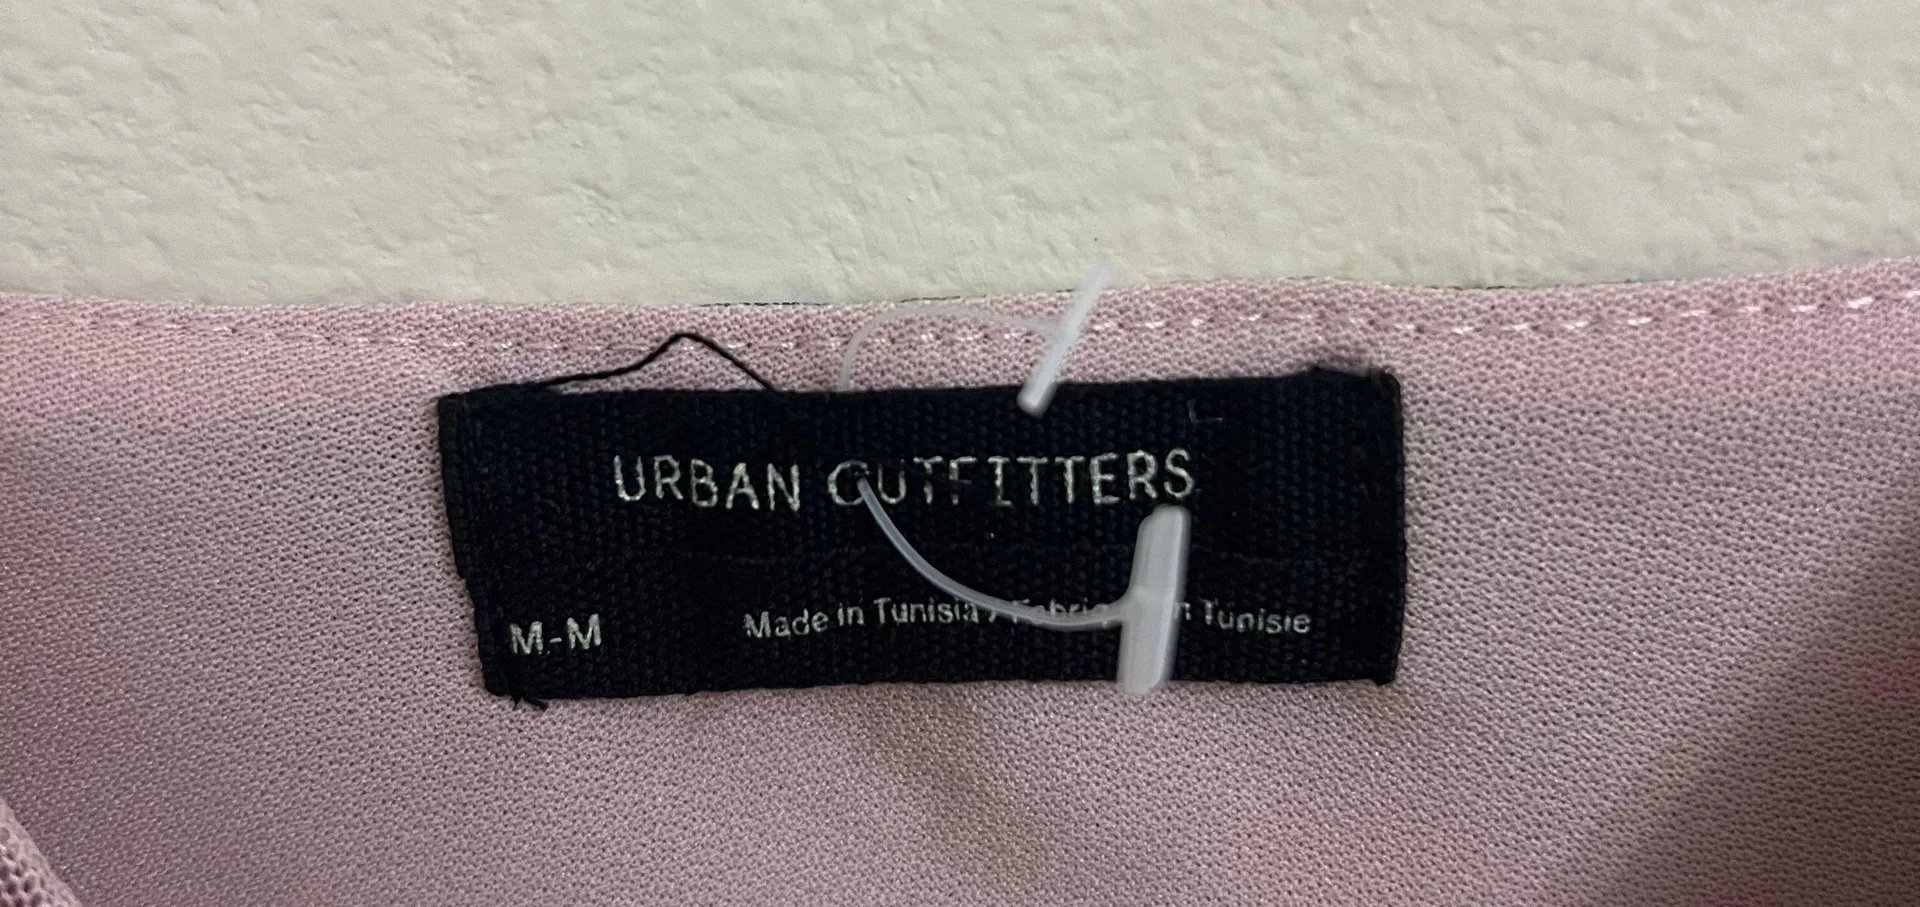 URBAN OUTFITTERS
M-M
Made in Tunisia / Tunisie